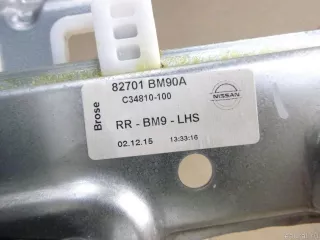 82701 BM90A
C34810-100
Brose
NISSAN
RR - BM9 - LHS
02.12.15 13:33:16